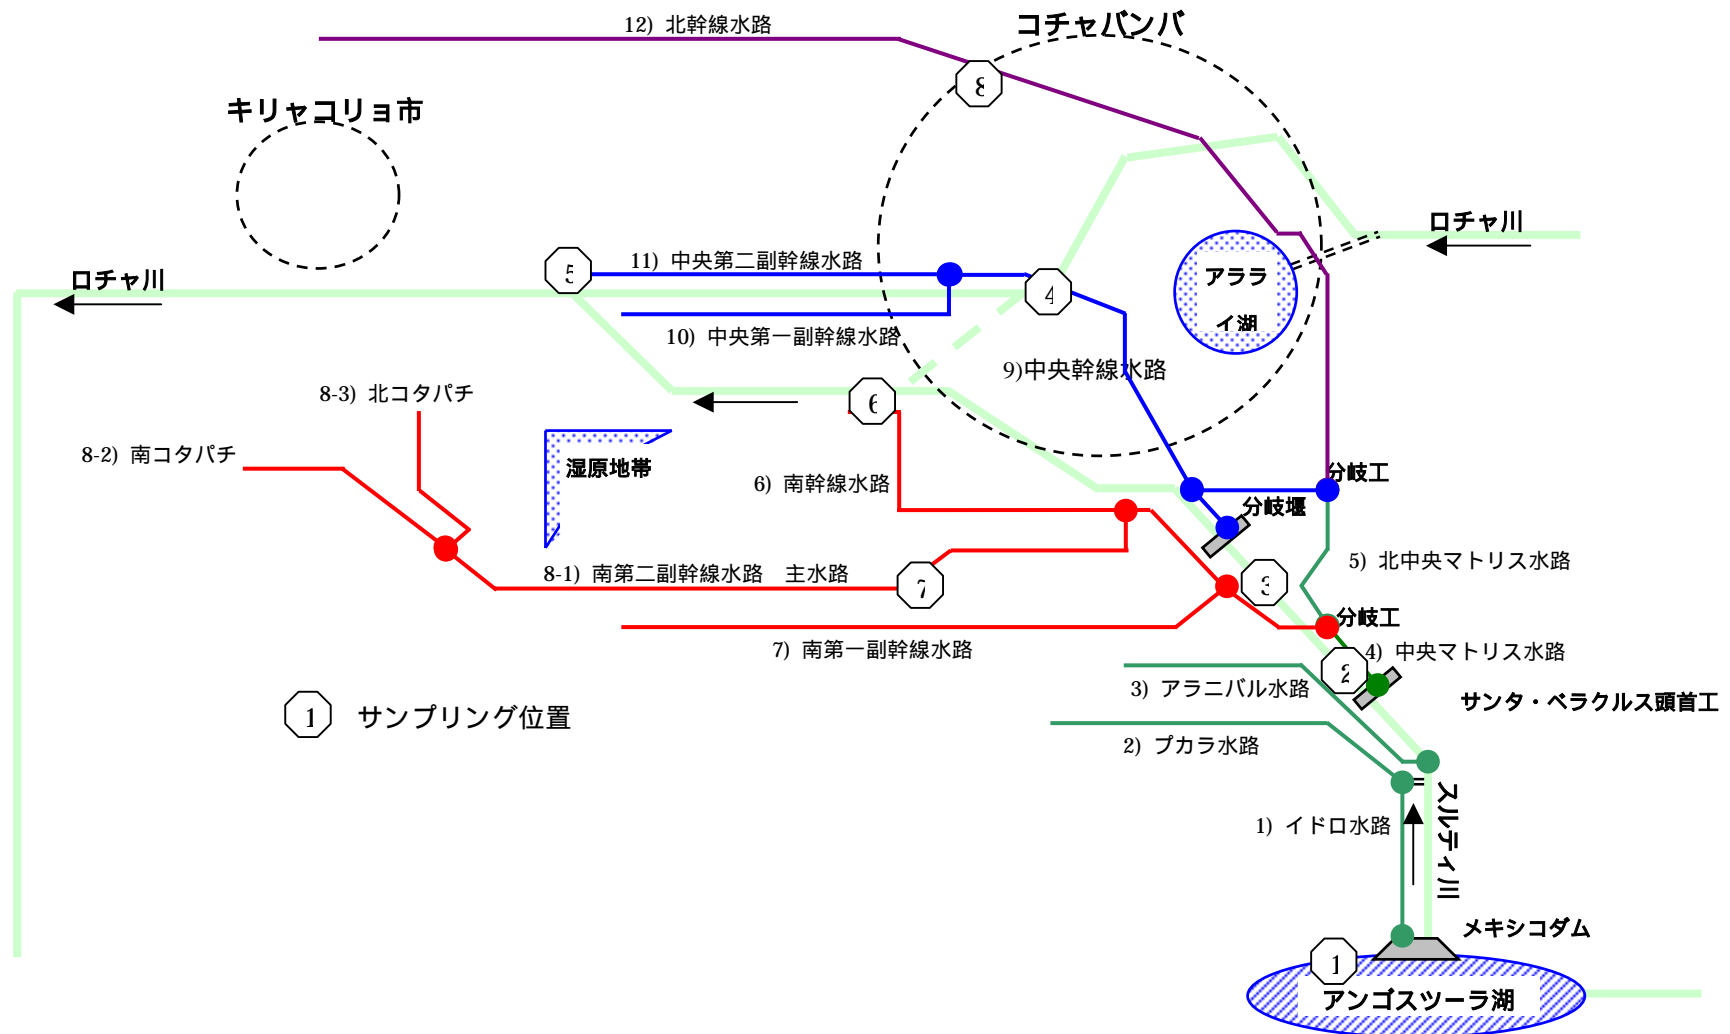 12) 北幹線水路
コチャバンバ
8
キリャコリョ市
ロチャ川
ロチャ川
5
11) 中央第二副幹線水路
4
アララ
イ湖
10) 中央第一副幹線水路
9)中央幹線水路
8-3) 北コタパチ
6
8-2) 南コタパチ
湿原地帯
6) 南幹線水路
分岐工
分岐堰
5) 北中央マトリス水路
8-1) 南第二副幹線水路 主水路
7
3
分岐工
7) 南第一副幹線水路
4) 中央マトリス水路
2
3) アラニバル水路
サンタ・ベラクルス頭首工
1
サンプリング位置
2) プカラ水路
スルティ川
1) イドロ水路
メキシコダム
1
アンゴスツーラ湖